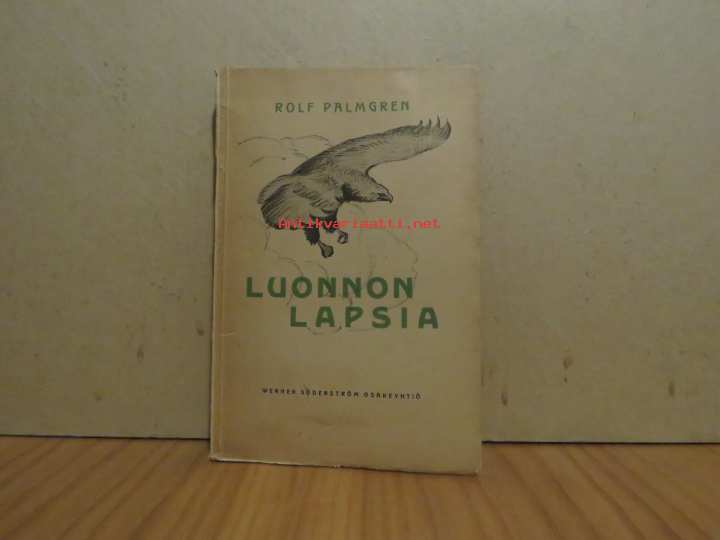 ROLF PALMGREN
Antikvariaatti.net
LUONNON
LAPSIA
WERNER SÖDERSTRÖM OSAKEYHTIÖ